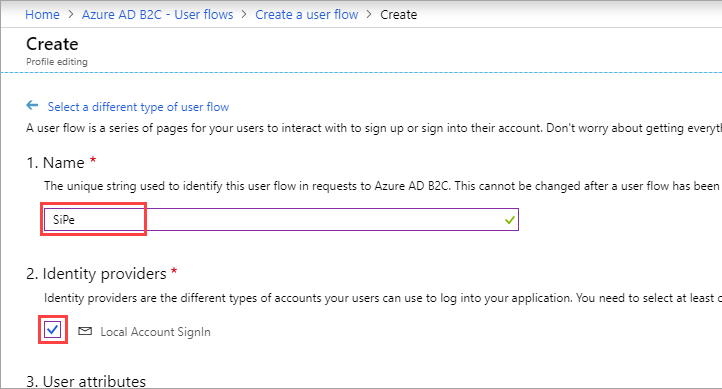 Home > Azure AD B2C - User flows > Create a user flow > Create
Create
Profile editing
← Select a different type of user flow
A user flow is a series of pages for your users to interact with to sign up or sign into their account. Don't worry about getting everyth
1. Name *
The unique string used to identify this user flow in requests to Azure AD B2C. This cannot be changed after a user flow has been
SiPe
2. Identity providers *
Identity providers are the different types of accounts your users can use to log into your application. You need to select at least o
Local Account SignIn
3. User attributes